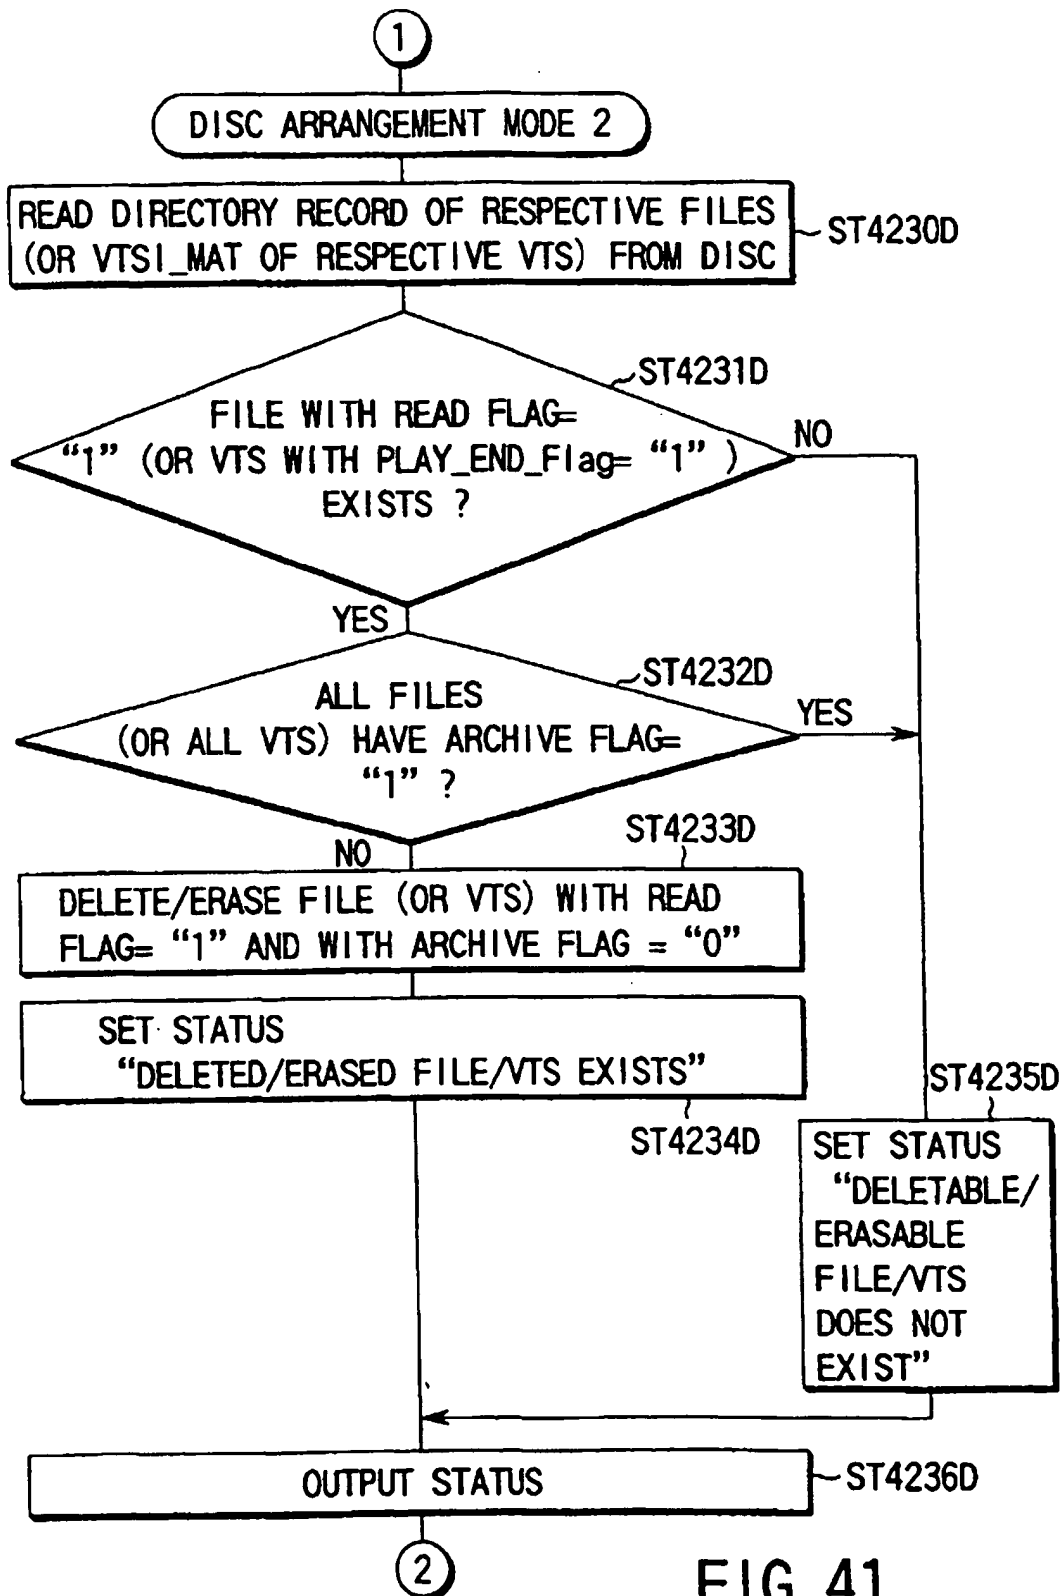 1
DISC ARRANGEMENT MODE 2
READ DIRECTORY RECORD OF RESPECTIVE FILES
(OR VTSI_MAT OF RESPECTIVE VTS) FROM DISC
ST4230D
ST4231D
FILE WITH READ FLAG=
“1” (OR VTS WITH PLAY_END_Flag= “1” )
EXISTS ?
NO
YES
ST4232D
ALL FILES
(OR ALL VTS) HAVE ARCHIVE FLAG=
“1” ?
YES
NO
ST4233D
DELETE/ERASE FILE (OR VTS) WITH READ
FLAG= “1” AND WITH ARCHIVE FLAG = “0”
SET STATUS
“DELETED/ERASED FILE/VTS EXISTS”
ST4234D
ST4235D
SET STATUS
“DELETABLE/
ERASABLE
FILE/VTS
DOES NOT
EXIST”
OUTPUT STATUS
ST4236D
2
FIG. 41